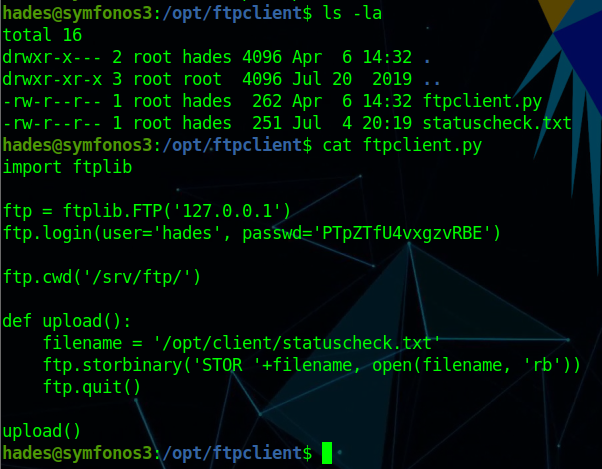 hades@symfonos3:/opt/ftpclient$ ls -la
total 16
drwxr-x--- 2 root hades 4096 Apr  6 14:32 .
drwxr-xr-x 3 root root  4096 Jul 20  2019 ..
-rw-r--r-- 1 root hades  262 Apr  6 14:32 ftpclient.py
-rw-r--r-- 1 root hades  251 Jul  4 20:19 statuscheck.txt
hades@symfonos3:/opt/ftpclient$ cat ftpclient.py
import ftplib

ftp = ftplib.FTP('127.0.0.1')
ftp.login(user='hades', passwd='PTpZTfU4vxgzvRBE')

ftp.cwd('/srv/ftp/')

def upload():
    filename = '/opt/client/statuscheck.txt'
    ftp.storbinary('STOR '+filename, open(filename, 'rb'))
    ftp.quit()

upload()
hades@symfonos3:/opt/ftpclient$